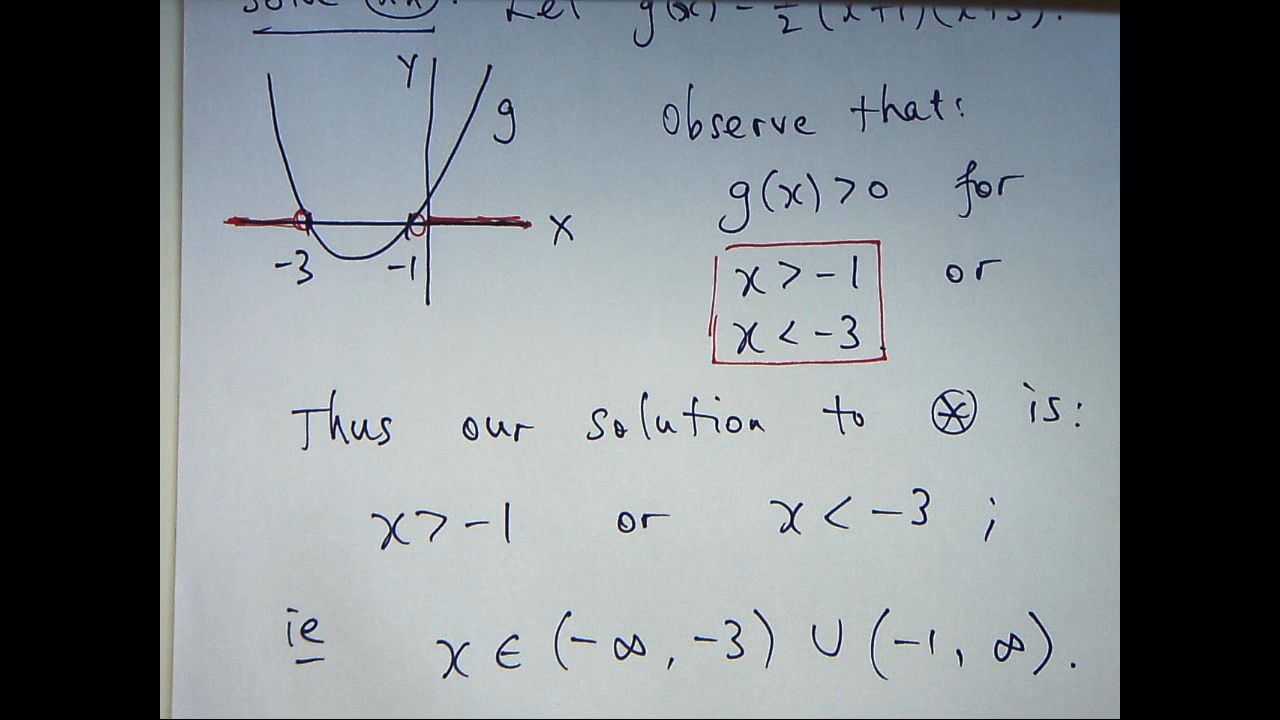 Let g(x) = ½ (x+1)(x+3).
Y
g
X
-3
-1
Observe that:
g(x) > 0 for
x > -1 or
x < -3
Thus our solution to ⊛ is:
x > -1 or x < -3 ;
ie x ∈ (-∞, -3) ∪ (-1, ∞).